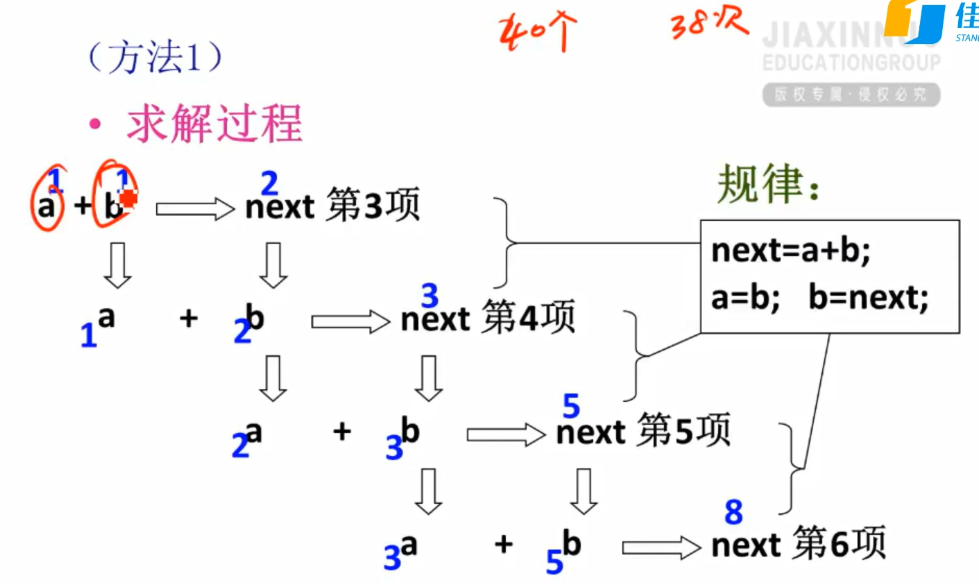 40个 38次
佳
STAN
JIAXINN
EDUCATIONGROUP
版权专属·侵权必究
(方法1)
• 求解过程
1 1 2
a + b next 第3项
规律:
next=a+b;
a=b; b=next;
3
1 a + 2 b next 第4项
5
2 a + 3 b next 第5项
8
3 a + 5 b next 第6项